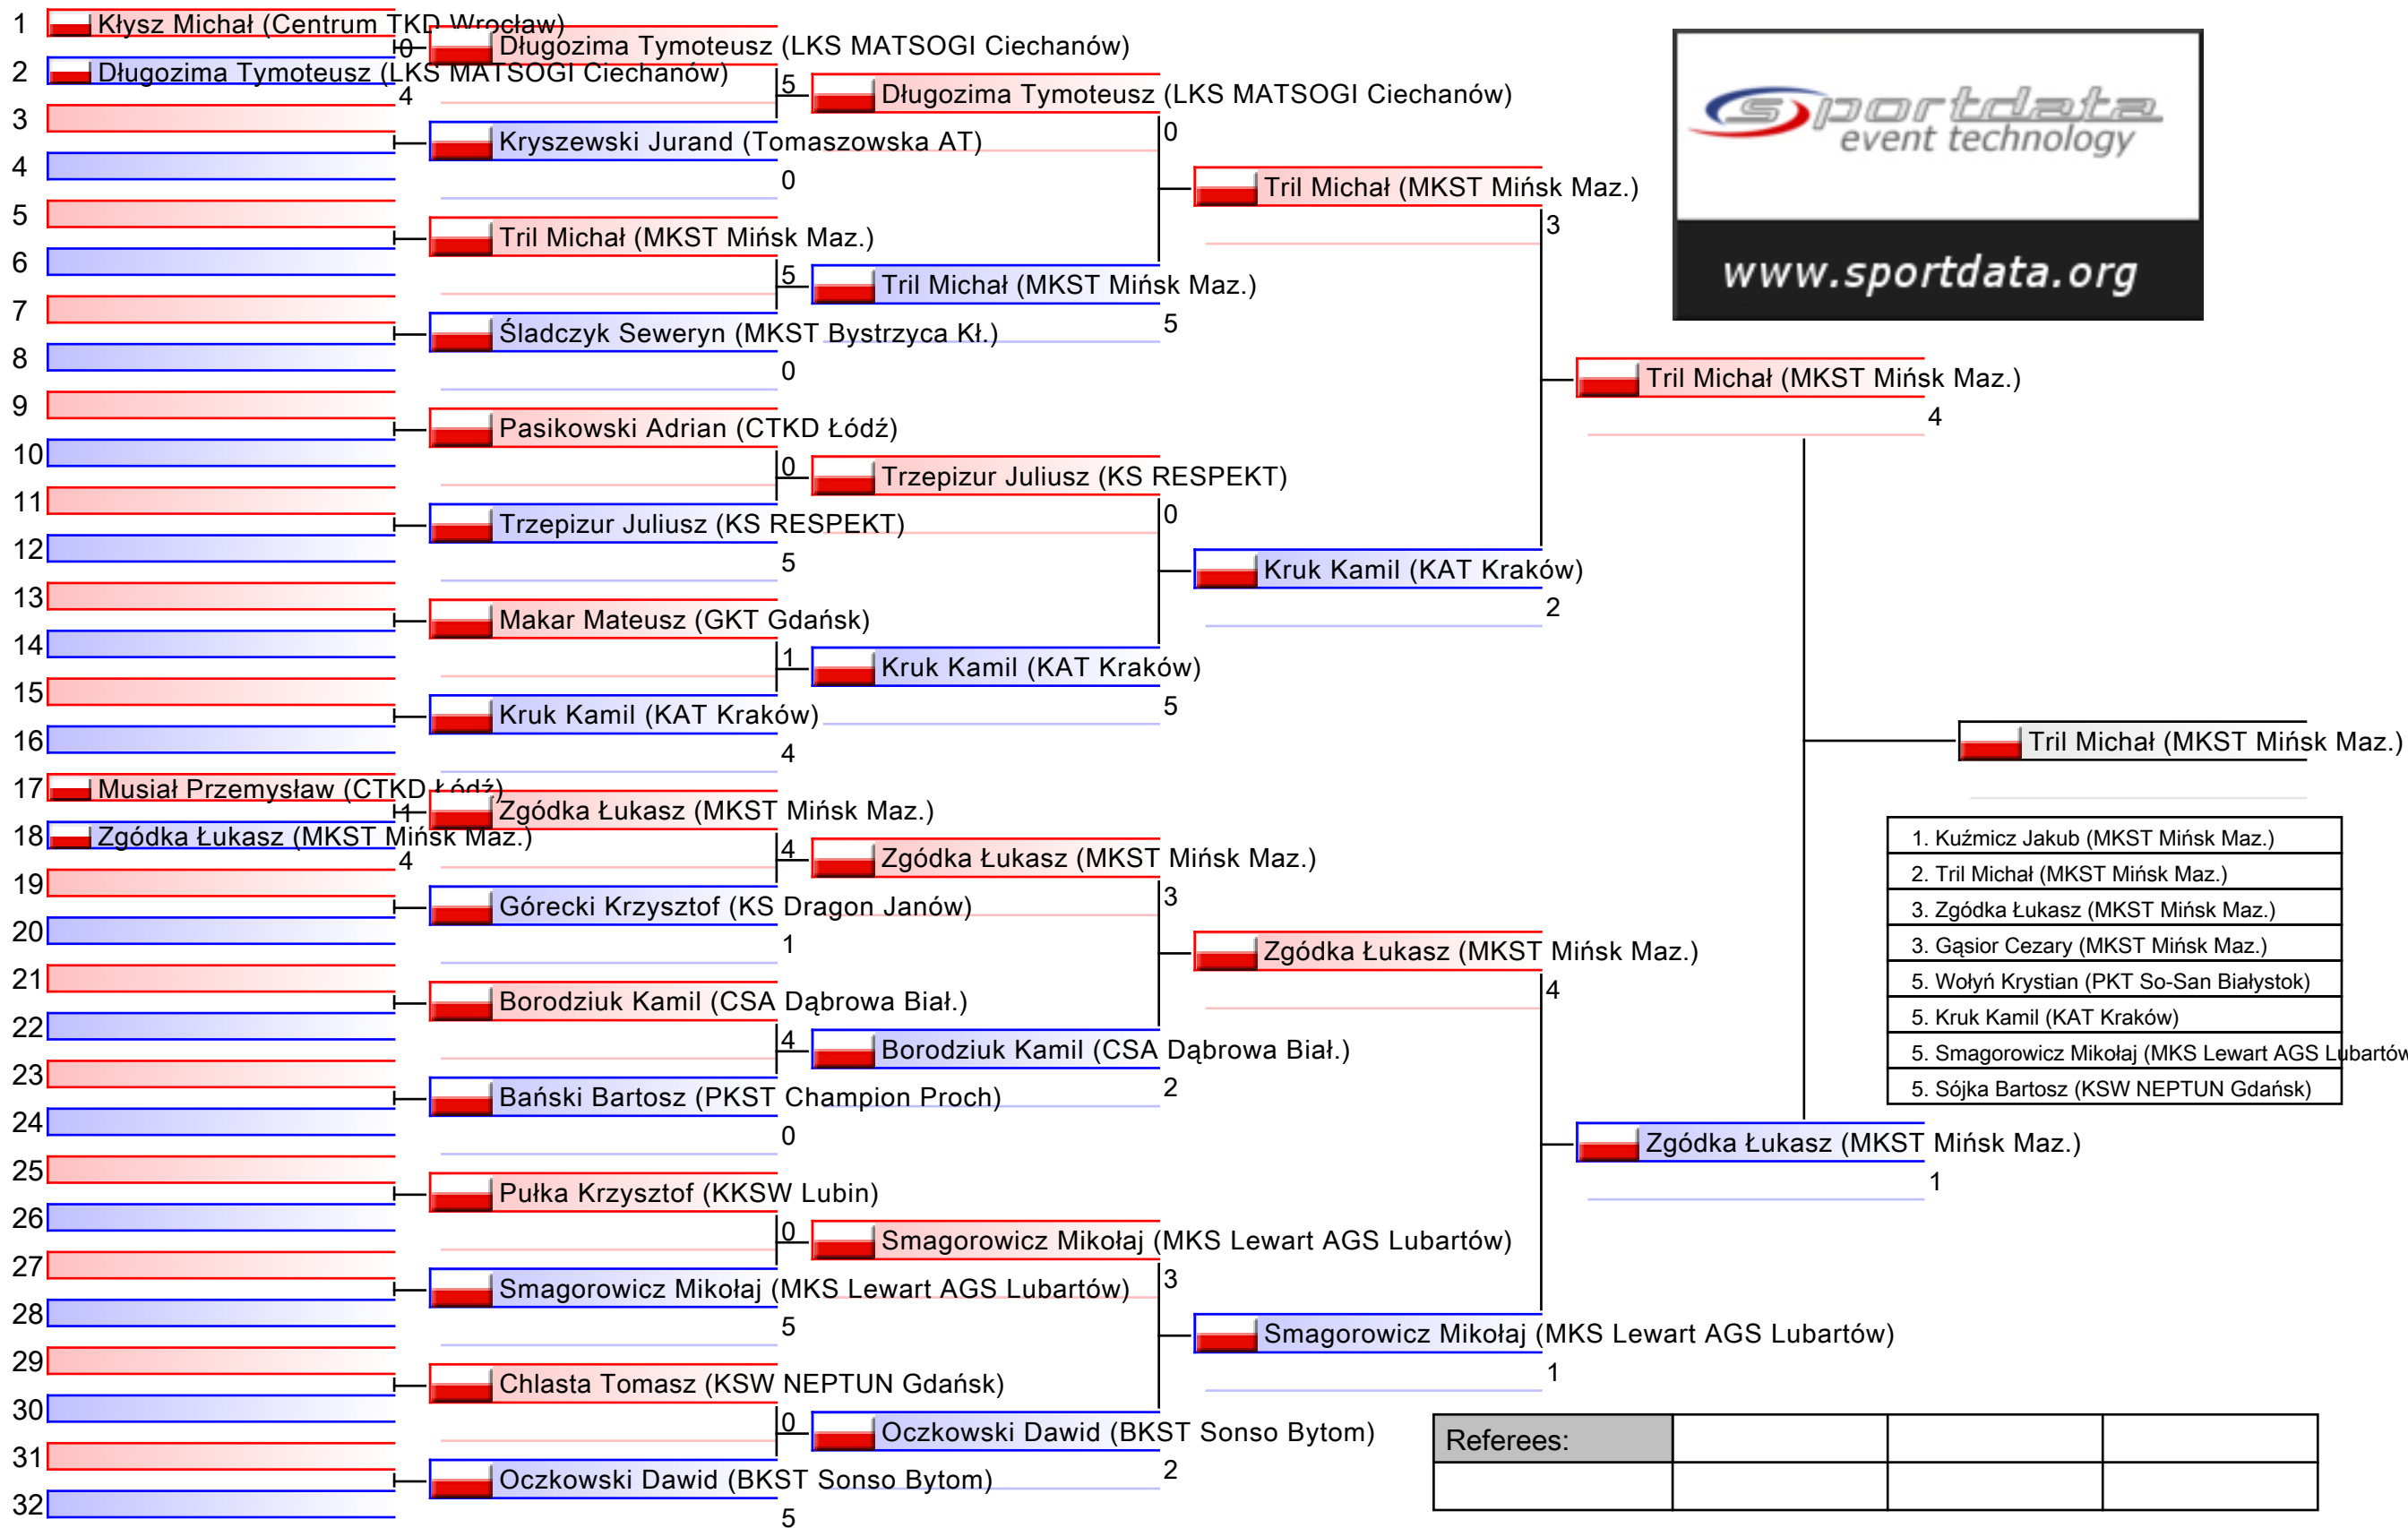 1 Kłysz Michał (Centrum TKD Wrocław)
0
2 Długozima Tymoteusz (LKS MATSOGI Ciechanów)
4
3
4
5
6
7
8
9
10
11
12
13
14
15
16
17 Musiał Przemysław (CTKD Łódź)
1
18 Zgódka Łukasz (MKST Mińsk Maz.)
4
19
20
21
22
23
24
25
26
27
28
29
30
31
32
Długozima Tymoteusz (LKS MATSOGI Ciechanów)
5
Kryszewski Jurand (Tomaszowska AT)
0
Tril Michał (MKST Mińsk Maz.)
5
Śladczyk Seweryn (MKST Bystrzyca Kł.)
0
Pasikowski Adrian (CTKD Łódź)
0
Trzepizur Juliusz (KS RESPEKT)
5
Makar Mateusz (GKT Gdańsk)
1
Kruk Kamil (KAT Kraków)
4
Zgódka Łukasz (MKST Mińsk Maz.)
4
Górecki Krzysztof (KS Dragon Janów)
1
Borodziuk Kamil (CSA Dąbrowa Biał.)
4
Bański Bartosz (PKST Champion Proch)
0
Pułka Krzysztof (KKSW Lubin)
0
Smagorowicz Mikołaj (MKS Lewart AGS Lubartów)
5
Chlasta Tomasz (KSW NEPTUN Gdańsk)
0
Oczkowski Dawid (BKST Sonso Bytom)
5
Długozima Tymoteusz (LKS MATSOGI Ciechanów)
0
Tril Michał (MKST Mińsk Maz.)
5
Trzepizur Juliusz (KS RESPEKT)
0
Kruk Kamil (KAT Kraków)
5
Zgódka Łukasz (MKST Mińsk Maz.)
3
Borodziuk Kamil (CSA Dąbrowa Biał.)
2
Smagorowicz Mikołaj (MKS Lewart AGS Lubartów)
3
Oczkowski Dawid (BKST Sonso Bytom)
2
Tril Michał (MKST Mińsk Maz.)
3
Kruk Kamil (KAT Kraków)
2
Zgódka Łukasz (MKST Mińsk Maz.)
4
Smagorowicz Mikołaj (MKS Lewart AGS Lubartów)
1
Tril Michał (MKST Mińsk Maz.)
4
Zgódka Łukasz (MKST Mińsk Maz.)
1
Tril Michał (MKST Mińsk Maz.)
sportdata
event technology
www.sportdata.org
1. Kuźmicz Jakub (MKST Mińsk Maz.)
2. Tril Michał (MKST Mińsk Maz.)
3. Zgódka Łukasz (MKST Mińsk Maz.)
3. Gąsior Cezary (MKST Mińsk Maz.)
5. Wołyń Krystian (PKT So-San Białystok)
5. Kruk Kamil (KAT Kraków)
5. Smagorowicz Mikołaj (MKS Lewart AGS Lubartów
5. Sójka Bartosz (KSW NEPTUN Gdańsk)
Referees: